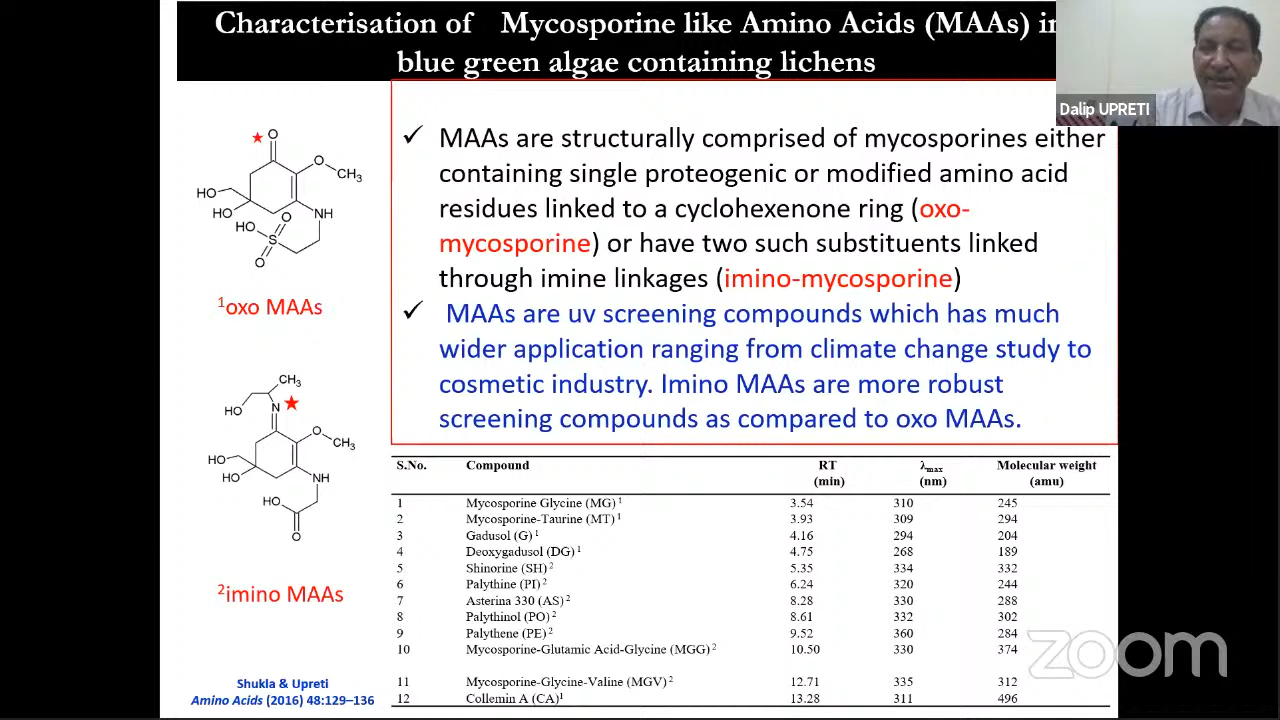 Characterisation of Mycosporine like Amino Acids (MAAs) in
blue green algae containing lichens
Dalip UPRETI
✓ MAAs are structurally comprised of mycosporines either
containing single proteogenic or modified amino acid
residues linked to a cyclohexenone ring (oxo-
mycosporine) or have two such substituents linked
through imine linkages (imino-mycosporine)
✓ MAAs are uv screening compounds which has much
wider application ranging from climate change study to
cosmetic industry. Imino MAAs are more robust
screening compounds as compared to oxo MAAs.
O
O
CH3
HO
HO
NH
O
HO
S
O
¹oxo MAAs
CH3
HO
N
O
CH3
HO
HO
NH
HO
O
²imino MAAs
Shukla & Upreti
Amino Acids (2016) 48:129–136
S.No. Compound RT λmax Molecular weight
(min) (nm) (amu)
1 Mycosporine Glycine (MG)¹ 3.54 310 245
2 Mycosporine-Taurine (MT)¹ 3.93 309 294
3 Gadusol (G)¹ 4.16 294 204
4 Deoxygadusol (DG)¹ 4.75 268 189
5 Shinorine (SH)² 5.35 334 332
6 Palythine (PI)² 6.24 320 244
7 Asterina 330 (AS)² 8.28 330 288
8 Palythinol (PO)² 8.61 332 302
9 Palythene (PE)² 9.52 360 284
10 Mycosporine-Glutamic Acid-Glycine (MGG)² 10.50 330 374
11 Mycosporine-Glycine-Valine (MGV)² 12.71 335 312
12 Collemin A (CA)¹ 13.28 311 496
zoom